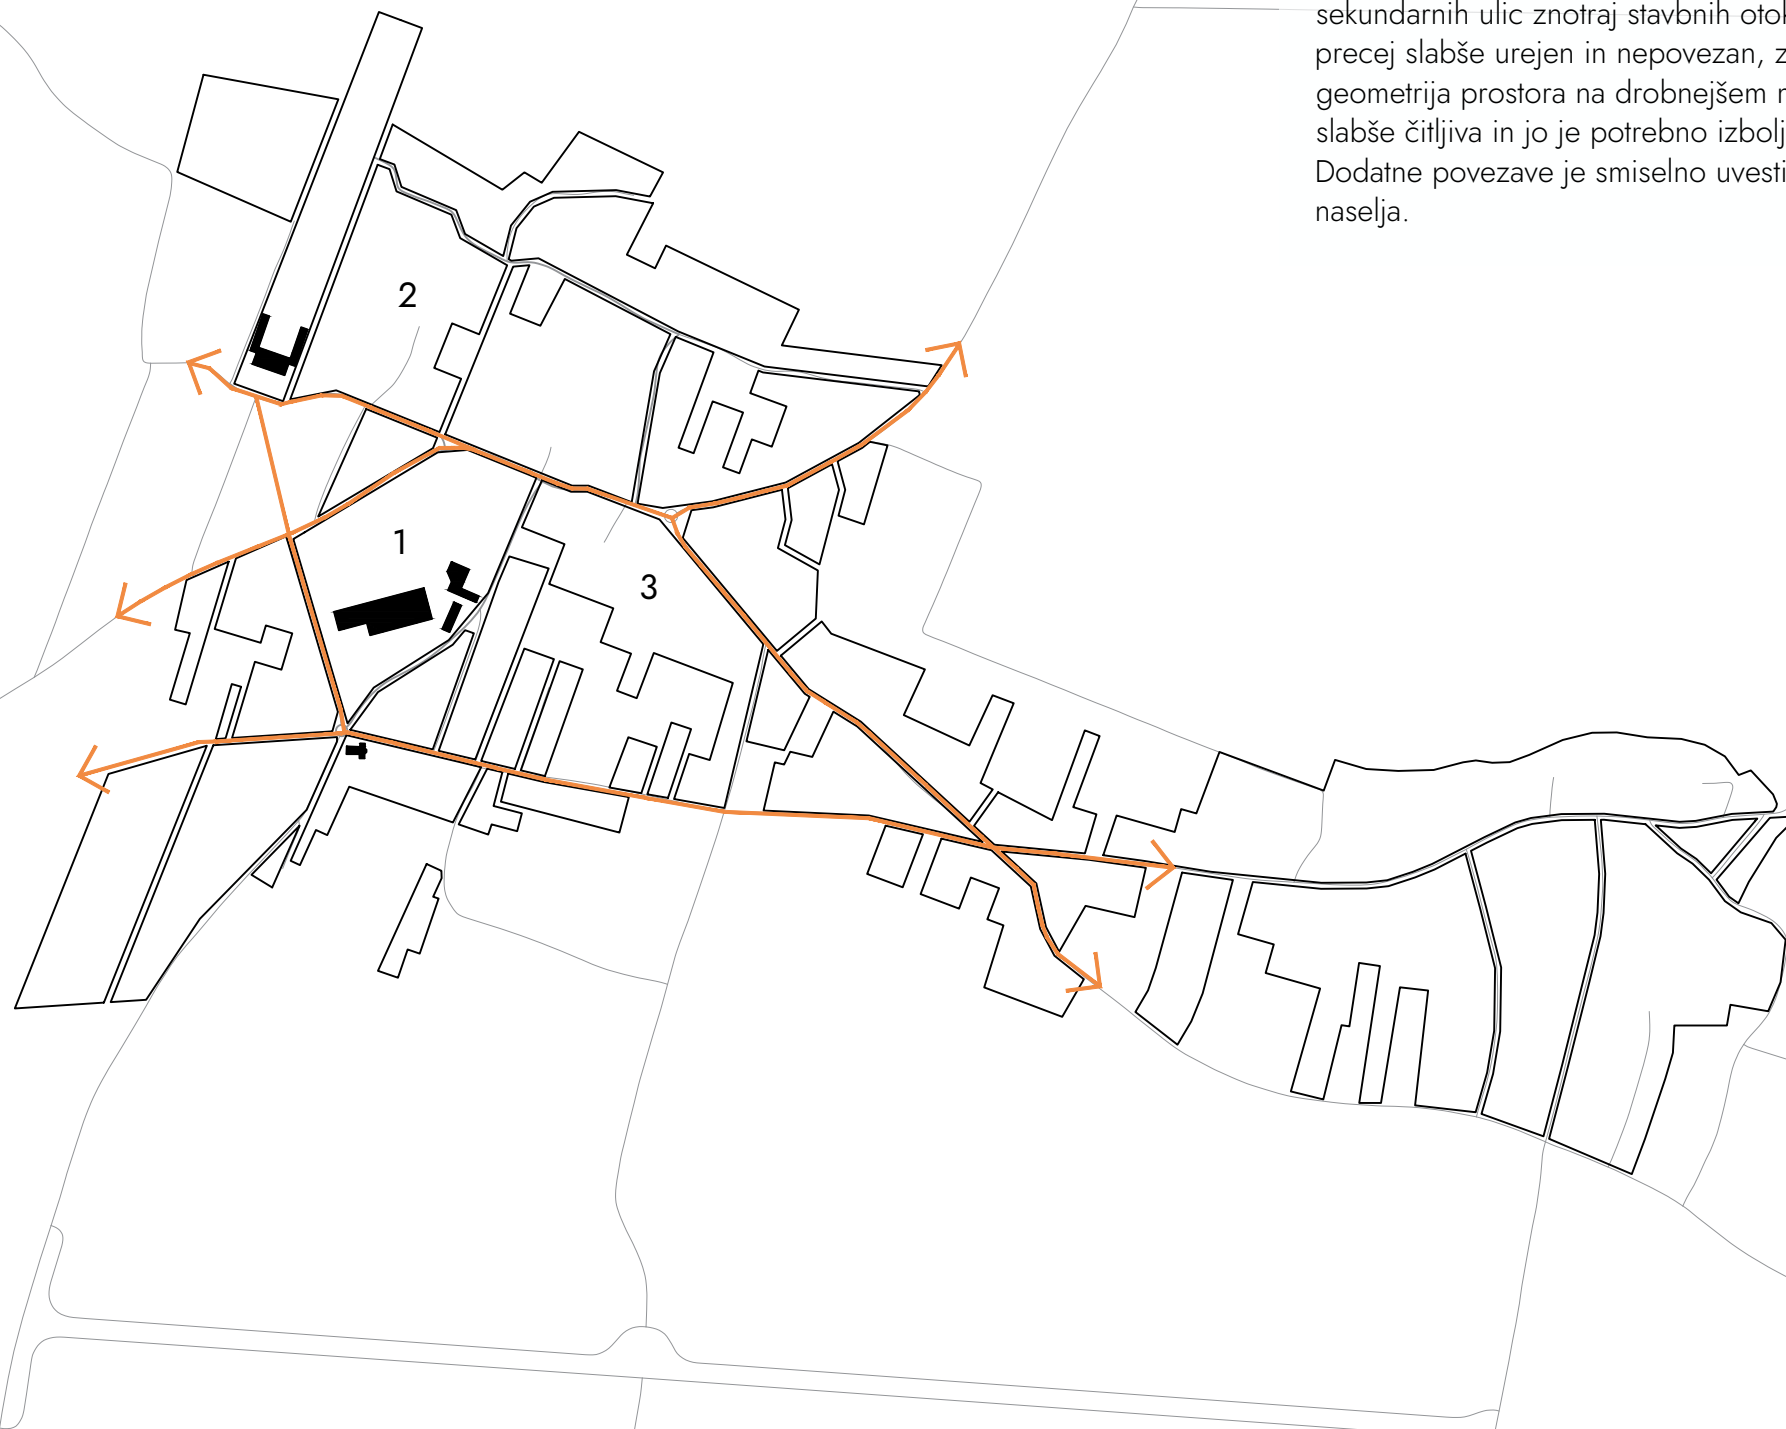 sekundarnih ulic znotraj stavbnih
precej slabše urejen in nepovezan,
geometrija prostora na drobnejšem
slabše čitljiva in jo je potrebno
Dodatne povezave je smiselno uvesti
naselja.
2
1
3